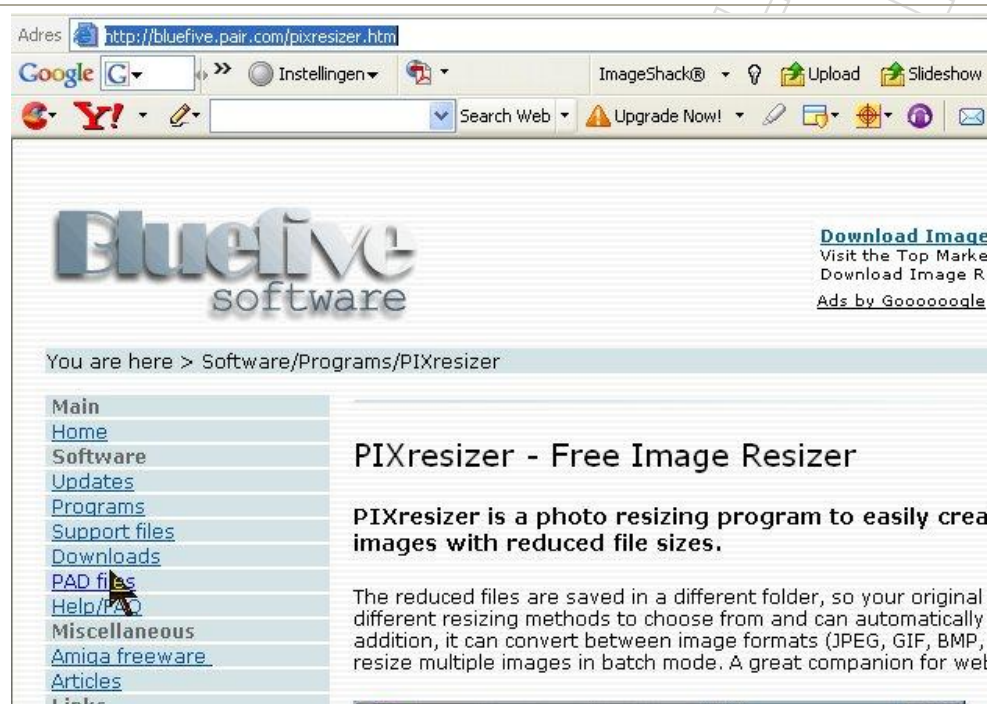 Adres http://bluefive.pair.com/pixresizer.htm
Google G Instellingen ImageShack® Upload Slideshow
Y! Search Web Upgrade Now!
Bluefive
software
Download Image
Visit the Top Marke
Download Image R
Ads by Goooooogle
You are here > Software/Programs/PIXresizer
Main
Home
Software
Updates
Programs
Support files
Downloads
PAD files
Help/FAQ
Miscellaneous
Amiga freeware
Articles
Links
PIXresizer - Free Image Resizer
PIXresizer is a photo resizing program to easily crea
images with reduced file sizes.
The reduced files are saved in a different folder, so your original
different resizing methods to choose from and can automatically
addition, it can convert between image formats (JPEG, GIF, BMP,
resize multiple images in batch mode. A great companion for web